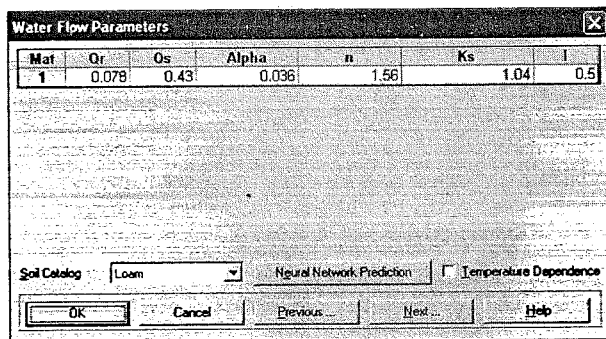 Water Flow Parameters
Mat Qr Qs Alpha n Ks l
1 0.078 0.43 0.036 1.56 1.04 0.5
Soil Catalog Loam Neural Network Prediction Temperature Dependence
OK Cancel Previous... Next... Help